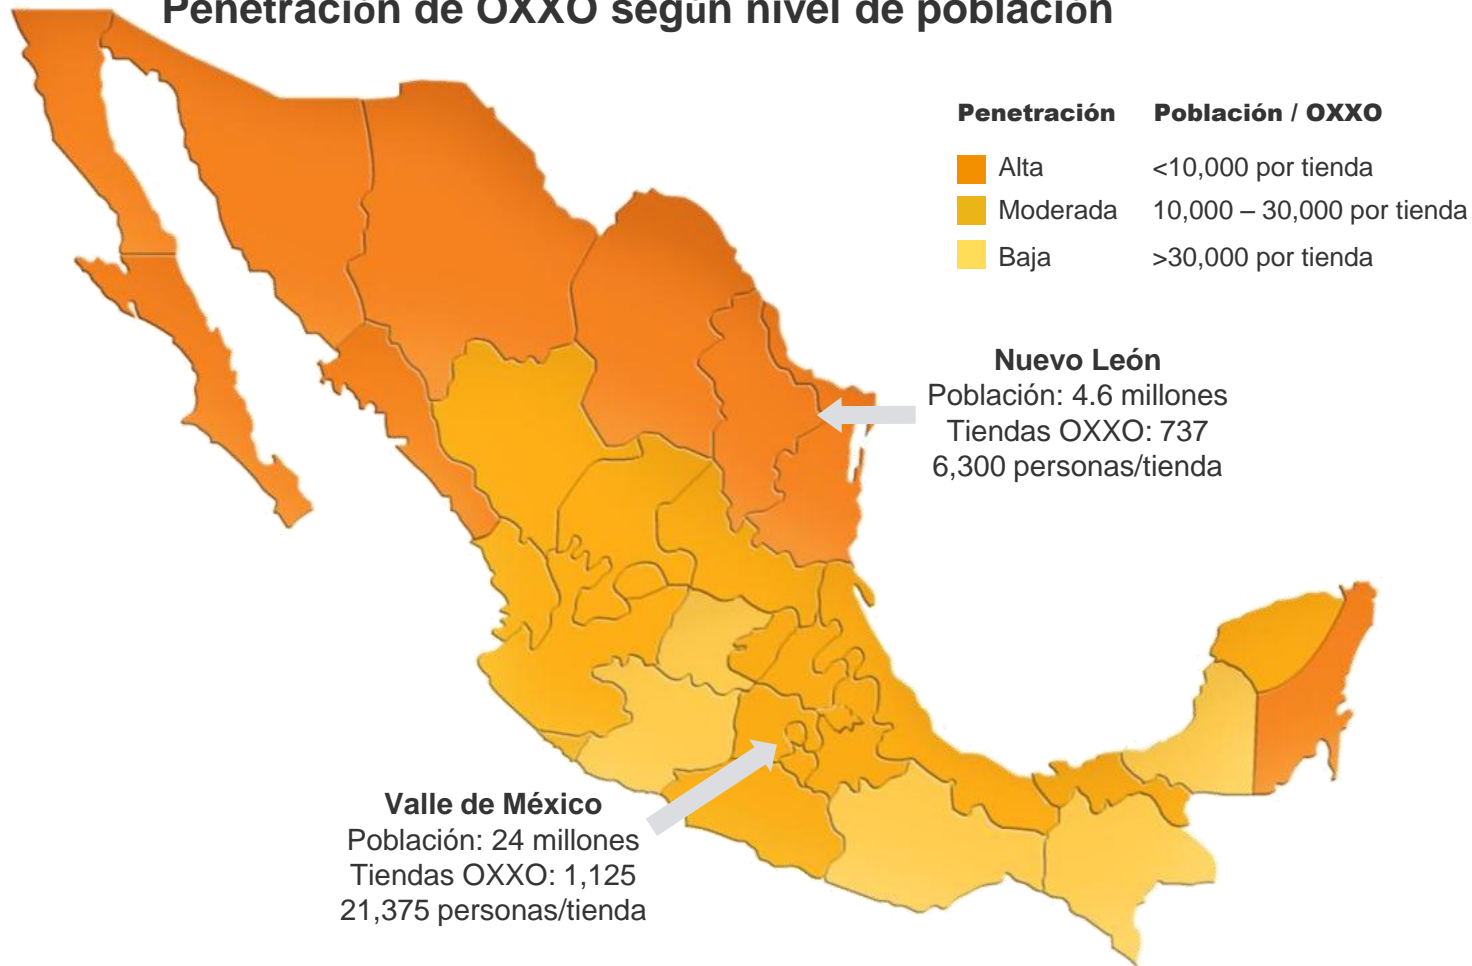 Penetración de OXXO según nivel de población
Penetración Población / OXXO
Alta <10,000 por tienda
Moderada 10,000 – 30,000 por tienda
Baja >30,000 por tienda
Nuevo León
Población: 4.6 millones
Tiendas OXXO: 737
6,300 personas/tienda
Valle de México
Población: 24 millones
Tiendas OXXO: 1,125
21,375 personas/tienda